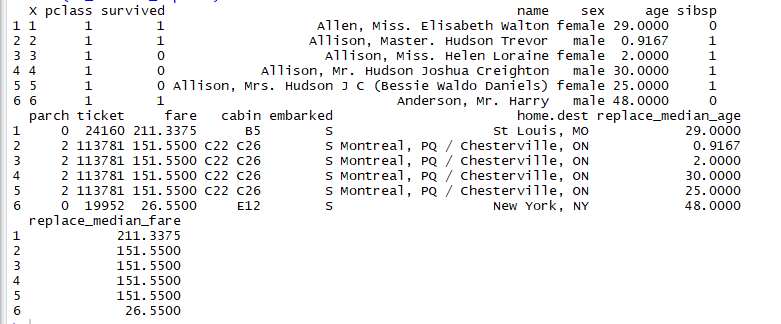 X pclass survived name sex age sibsp
1 1 1 1 Allen, Miss. Elisabeth Walton female 29.0000 0
2 2 1 1 Allison, Master. Hudson Trevor male 0.9167 1
3 3 1 0 Allison, Miss. Helen Loraine female 2.0000 1
4 4 1 0 Allison, Mr. Hudson Joshua Creighton male 30.0000 1
5 5 1 0 Allison, Mrs. Hudson J C (Bessie Waldo Daniels) female 25.0000 1
6 6 1 1 Anderson, Mr. Harry male 48.0000 0
parch ticket fare cabin embarked home.dest replace_median_age
1 0 24160 211.3375 B5 S St Louis, MO 29.0000
2 2 113781 151.5500 C22 C26 S Montreal, PQ / Chesterville, ON 0.9167
3 2 113781 151.5500 C22 C26 S Montreal, PQ / Chesterville, ON 2.0000
4 2 113781 151.5500 C22 C26 S Montreal, PQ / Chesterville, ON 30.0000
5 2 113781 151.5500 C22 C26 S Montreal, PQ / Chesterville, ON 25.0000
6 0 19952 26.5500 E12 S New York, NY 48.0000
replace_median_fare
1 211.3375
2 151.5500
3 151.5500
4 151.5500
5 151.5500
6 26.5500